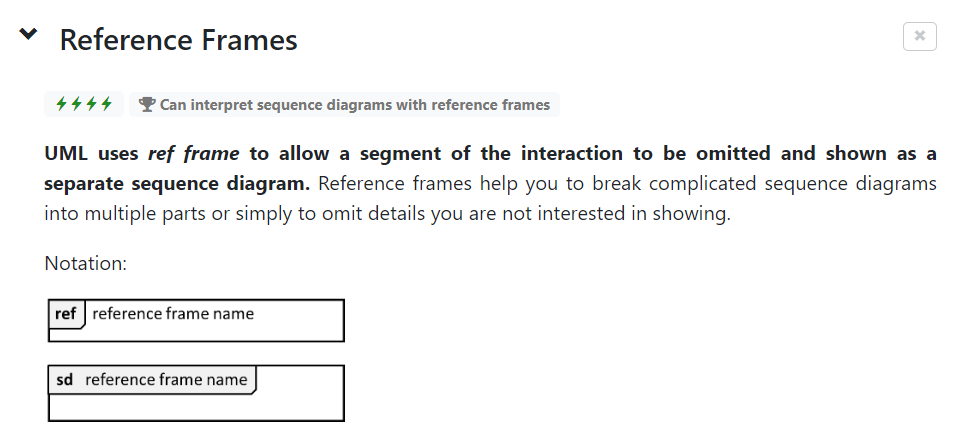 Reference Frames
Can interpret sequence diagrams with reference frames
UML uses ref frame to allow a segment of the interaction to be omitted and shown as a
separate sequence diagram. Reference frames help you to break complicated sequence diagrams
into multiple parts or simply to omit details you are not interested in showing.
Notation:
ref reference frame name
sd reference frame name